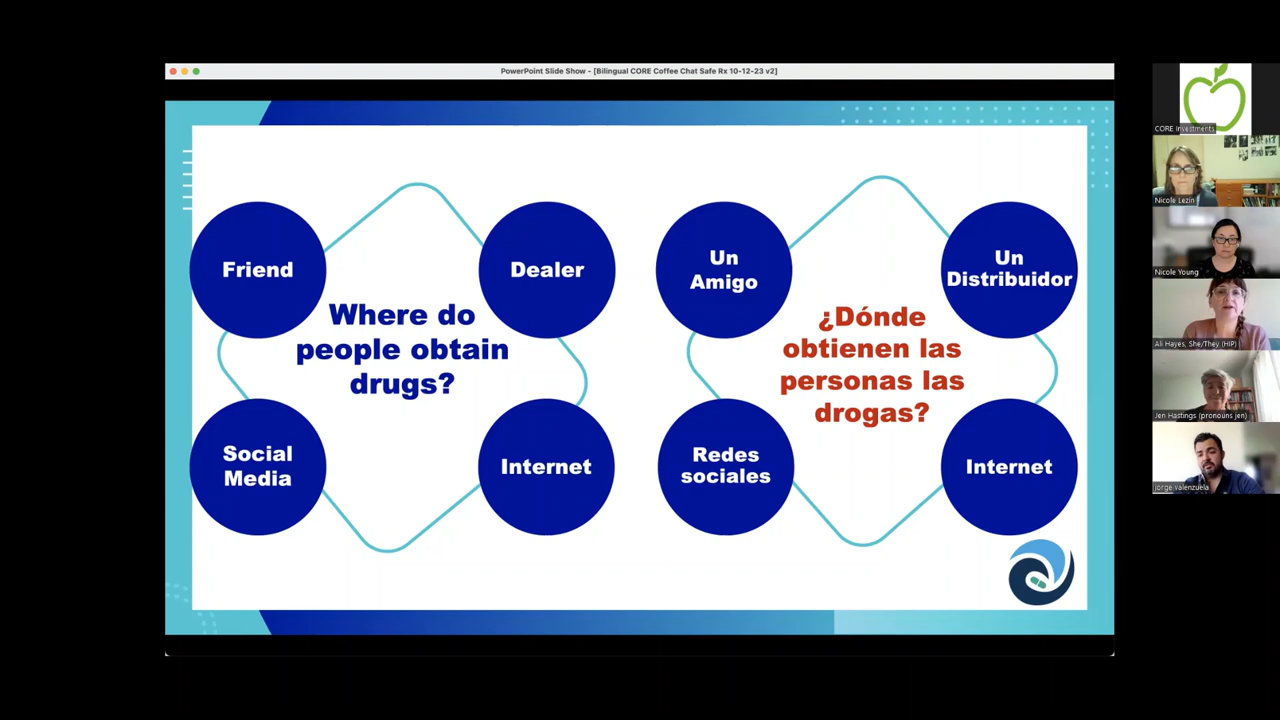 PowerPoint Slide Show - [Bilingual CORE Coffee Chat Safe Rx 10-12-23 v2]
Friend
Dealer
Where do
people obtain
drugs?
Social
Media
Internet
Un
Amigo
Un
Distribuidor
¿Dónde
obtienen las
personas las
drogas?
Redes
sociales
Internet
CORE Investments
Nicole Lezin
Nicole Young
Ali Hayes, She/They (HIP)
Jen Hastings (pronouns jen)
jorge valenzuela